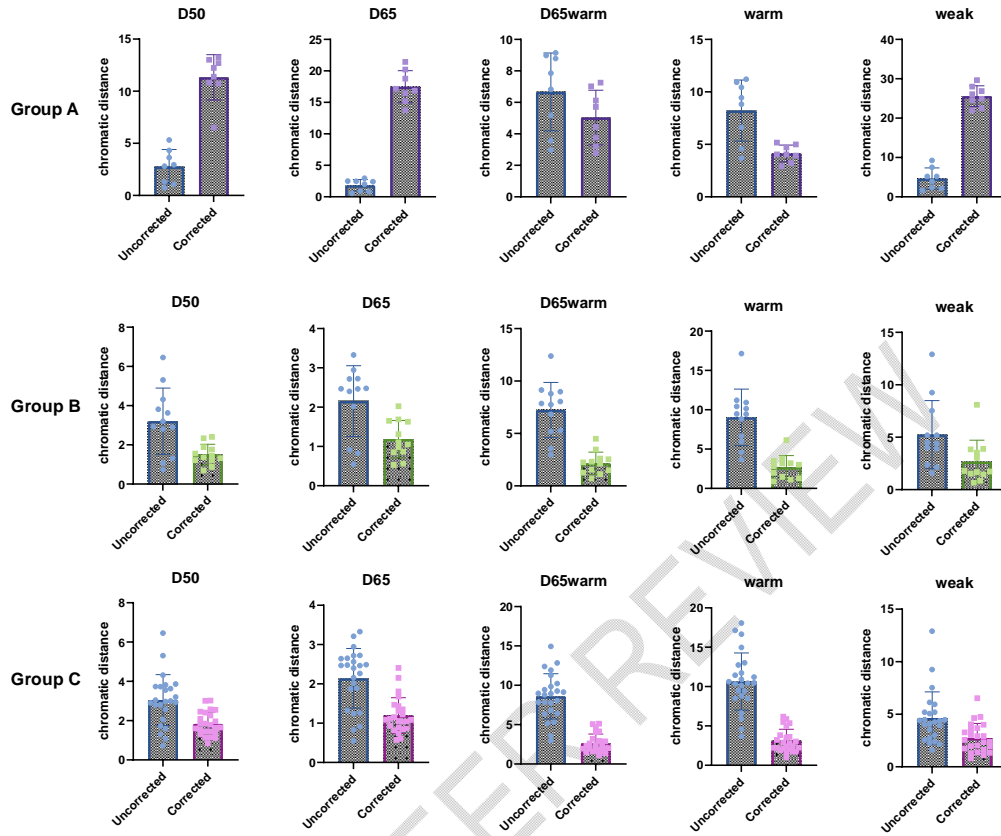 D50 D65 D65warm warm weak
Group A
chromatic distance chromatic distance chromatic distance chromatic distance chromatic distance
15 10 5 0
25 20 15 10 5 0
10 8 6 4 2 0
15 10 5 0
40 30 20 10 0
Uncorrected Corrected Uncorrected Corrected Uncorrected Corrected Uncorrected Corrected Uncorrected Corrected
D50 D65 D65warm warm weak
Group B
chromatic distance chromatic distance chromatic distance chromatic distance chromatic distance
8 6 4 2 0
4 3 2 1 0
15 10 5 0
20 15 10 5 0
15 10 5 0
Uncorrected Corrected Uncorrected Corrected Uncorrected Corrected Uncorrected Corrected Uncorrected Corrected
D50 D65 D65warm warm weak
Group C
chromatic distance chromatic distance chromatic distance chromatic distance chromatic distance
8 6 4 2 0
4 3 2 1 0
20 15 10 5 0
20 15 10 5 0
15 10 5 0
Uncorrected Corrected Uncorrected Corrected Uncorrected Corrected Uncorrected Corrected Uncorrected Corrected
ER REVIEW